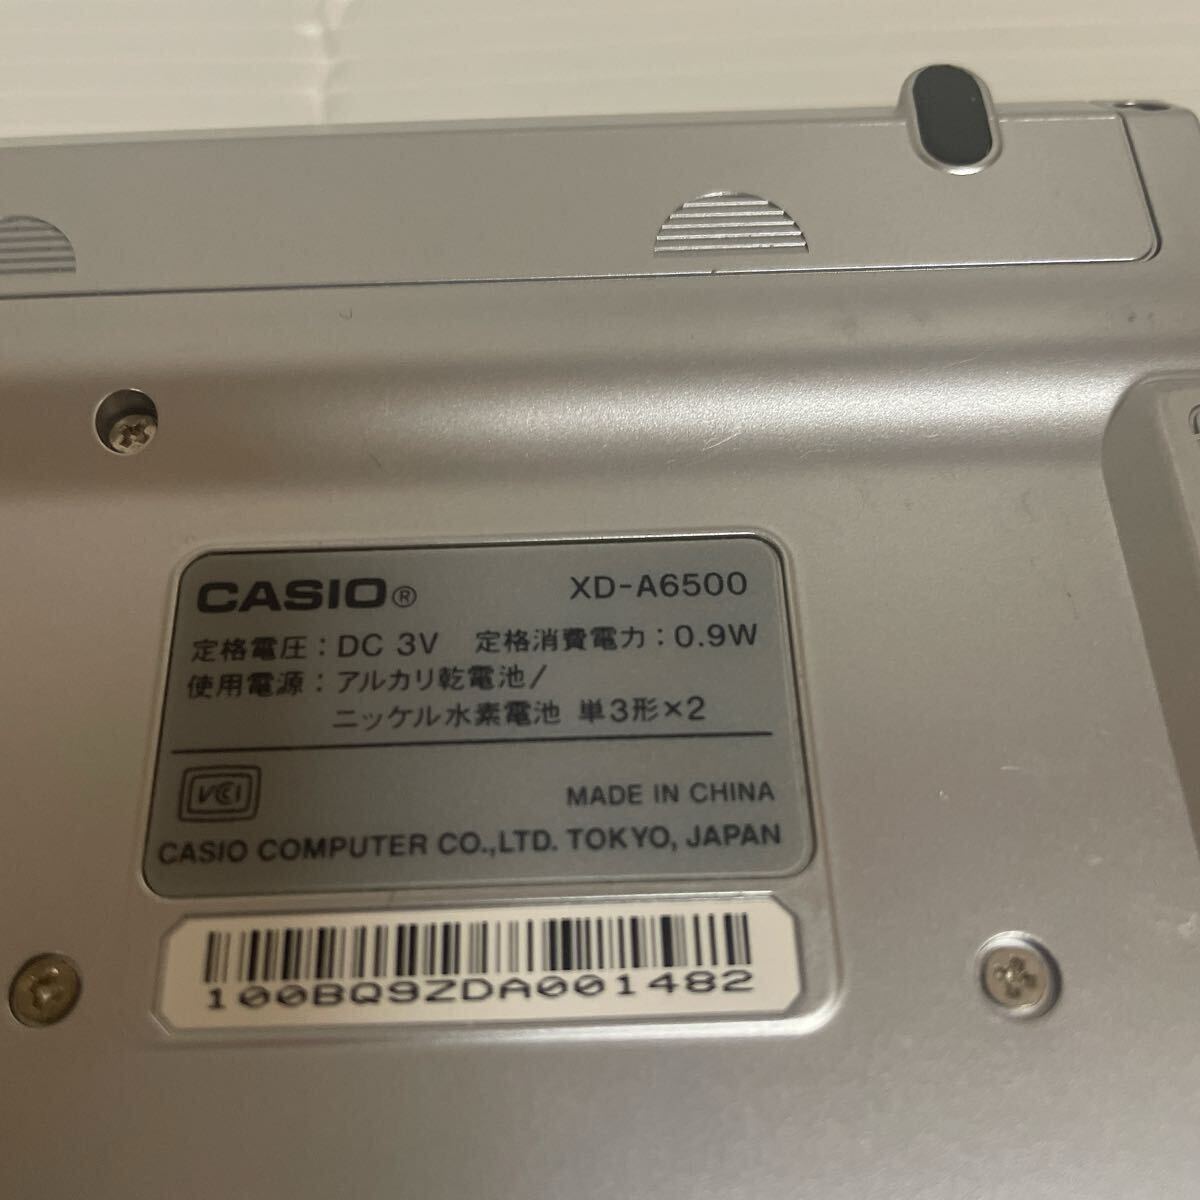 CASIO® XD-A6500
定格電圧：DC 3V 定格消費電力：0.9W
使用電源：アルカリ乾電池/
ニッケル水素電池 単3形×2
VCI MADE IN CHINA
CASIO COMPUTER CO.,LTD. TOKYO, JAPAN
100BQ9ZDA001482